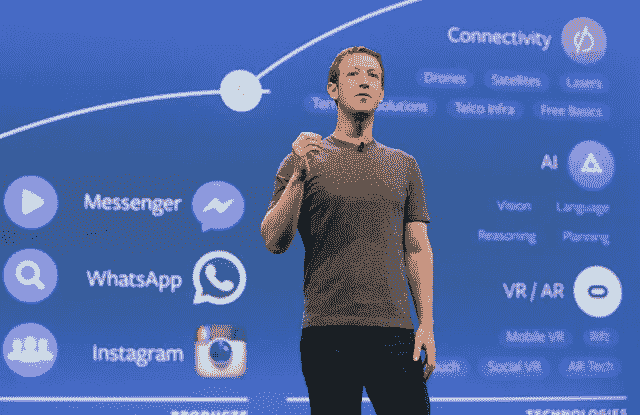 Connectivity
Drones Satellites Lasers
Telco Infra Free Basics
Messenger
AI
Vision Language
WhatsApp
Reasoning Planning
VR / AR
Instagram
Mobile VR Rift
Social VR AR Tech
PRODUCTS
TECHNOLOGIES